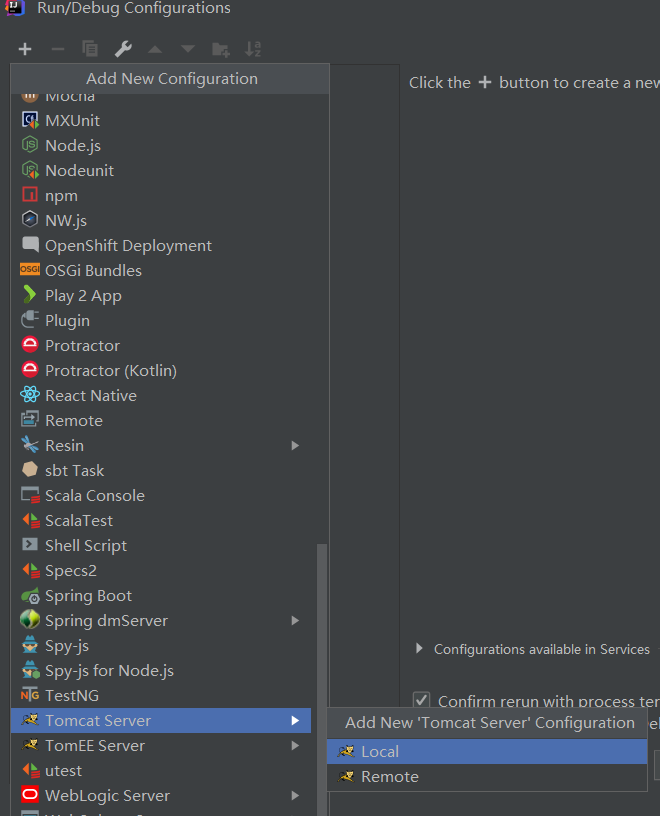 Run/Debug Configurations
Add New Configuration
Click the + button to create a new
Mocha
MXUnit
Node.js
Nodeunit
npm
NW.js
OpenShift Deployment
OSGi Bundles
Play 2 App
Plugin
Protractor
Protractor (Kotlin)
React Native
Remote
Resin
sbt Task
Scala Console
ScalaTest
Shell Script
Specs2
Spring Boot
Spring dmServer
Spy-js
Configurations available in Services
Spy-js for Node.js
TestNG
Confirm rerun with process ter
Tomcat Server
Add New 'Tomcat Server' Configuration
TomEE Server
Local
utest
Remote
WebLogic Server